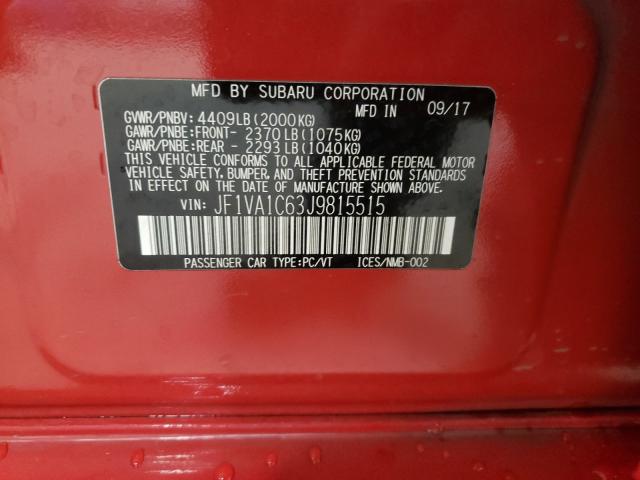 MFD BY SUBARU CORPORATION
GVWR/PNBV: 4409LB(2000KG) MFD IN 09/17
GAWR/PNBE:FRONT- 2370LB(1075KG)
GAWR/PNBE:REAR - 2293LB(1040KG)
THIS VEHICLE CONFORMS TO ALL APPLICABLE FEDERAL MOTOR
VEHICLE SAFETY, BUMPER, AND THEFT PREVENTION STANDARDS
IN EFFECT ON THE DATE OF MANUFACTURE SHOWN ABOVE.
VIN: JF1VA1C63J9815515
PASSENGER CAR TYPE:PC/VT ICES/NMB-002